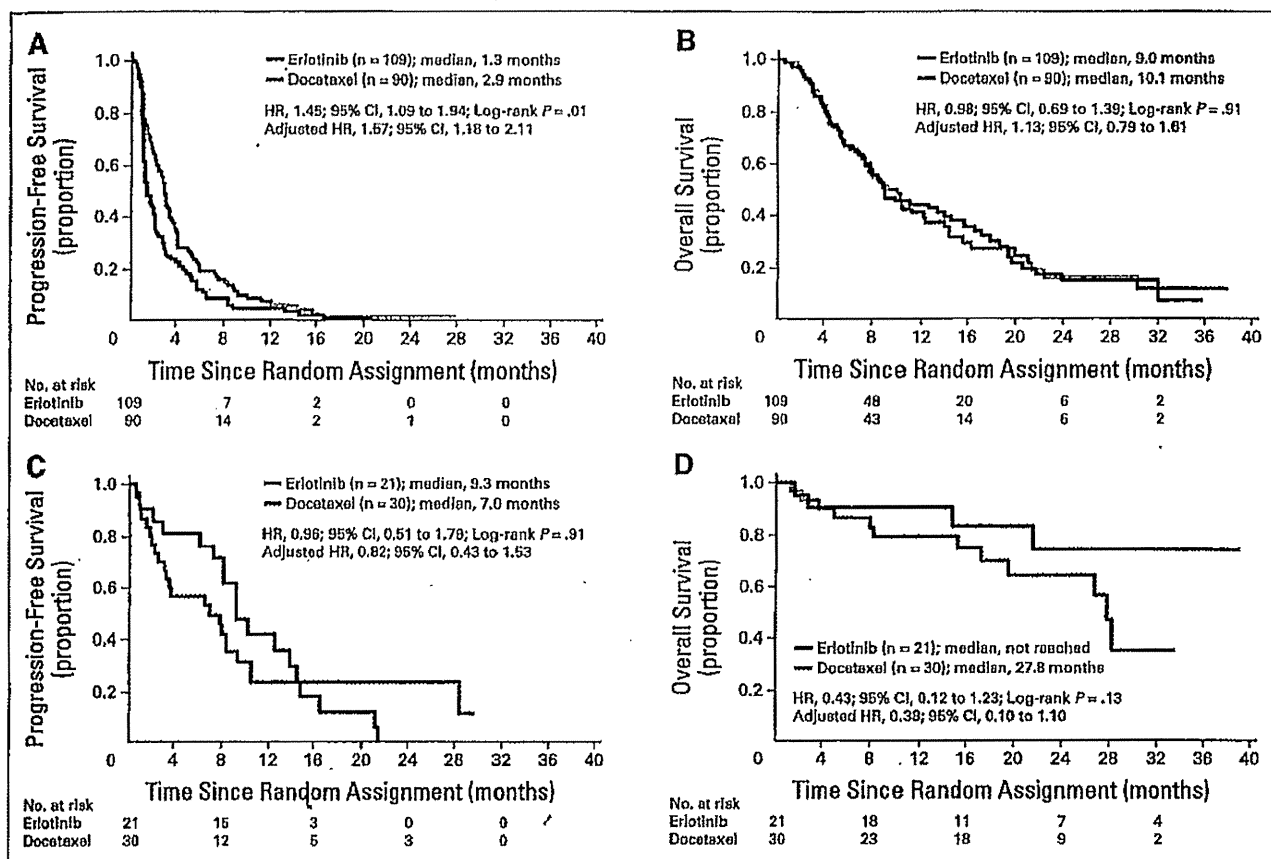 A
Progression-Free Survival
(proportion)
1.0
0.8
0.6
0.4
0.2
Erlotinib (n = 109); median, 1.3 months
Docetaxel (n = 90); median, 2.9 months
HR, 1.45; 95% CI, 1.09 to 1.94; Log-rank P = .01
Adjusted HR, 1.57; 95% CI, 1.18 to 2.11
0 4 8 12 16 20 24 28 32 36 40
Time Since Random Assignment (months)
No. at risk
Erlotinib 109 7 2 0 0
Docetaxel 90 14 2 1 0
B
Overall Survival
(proportion)
1.0
0.8
0.6
0.4
0.2
Erlotinib (n = 109); median, 9.0 months
Docetaxel (n = 90); median, 10.1 months
HR, 0.98; 95% CI, 0.69 to 1.39; Log-rank P = .91
Adjusted HR, 1.13; 95% CI, 0.79 to 1.61
0 4 8 12 16 20 24 28 32 36 40
Time Since Random Assignment (months)
No. at risk
Erlotinib 109 48 20 6 2
Docetaxel 90 43 14 6 2
C
Progression-Free Survival
(proportion)
1.0
0.8
0.6
0.4
0.2
Erlotinib (n = 21); median, 9.3 months
Docetaxel (n = 30); median, 7.0 months
HR, 0.96; 95% CI, 0.51 to 1.79; Log-rank P = .91
Adjusted HR, 0.82; 95% CI, 0.43 to 1.53
0 4 8 12 16 20 24 28 32 36 40
Time Since Random Assignment (months)
No. at risk
Erlotinib 21 15 3 0 0
Docetaxel 30 12 5 3 0
D
Overall Survival
(proportion)
1.0
0.8
0.6
0.4
0.2
Erlotinib (n = 21); median, not reached
Docetaxel (n = 30); median, 27.8 months
HR, 0.43; 95% CI, 0.12 to 1.23; Log-rank P = .13
Adjusted HR, 0.38; 95% CI, 0.10 to 1.10
0 4 8 12 16 20 24 28 32 36 40
Time Since Random Assignment (months)
No. at risk
Erlotinib 21 18 11 7 4
Docetaxel 30 23 18 9 2